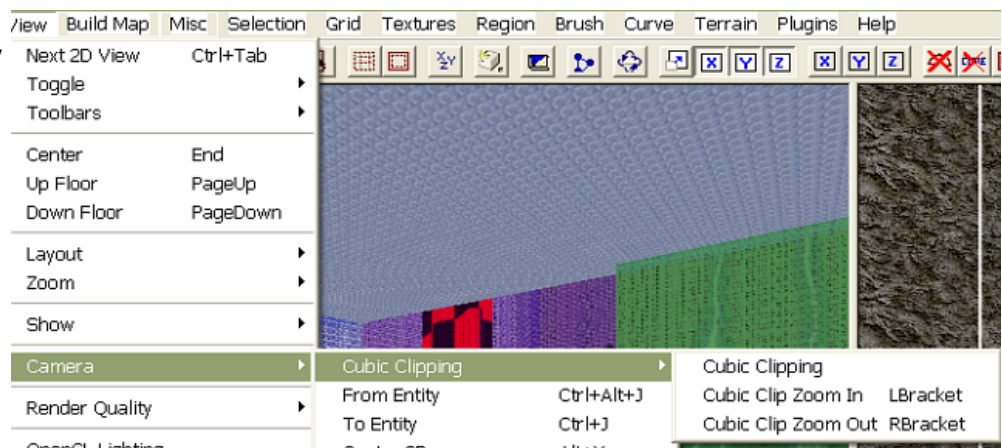 View Build Map Misc Selection Grid Textures Region Brush Curve Terrain Plugins Help
Next 2D View Ctrl+Tab
Toggle
Toolbars
X Y Z X Y Z
Center End
Up Floor PageUp
Down Floor PageDown
Layout
Zoom
Show
Camera
Cubic Clipping
Cubic Clipping
From Entity Ctrl+Alt+J
Cubic Clip Zoom In LBracket
Render Quality
To Entity Ctrl+J
Cubic Clip Zoom Out RBracket
OpenGL Lighting